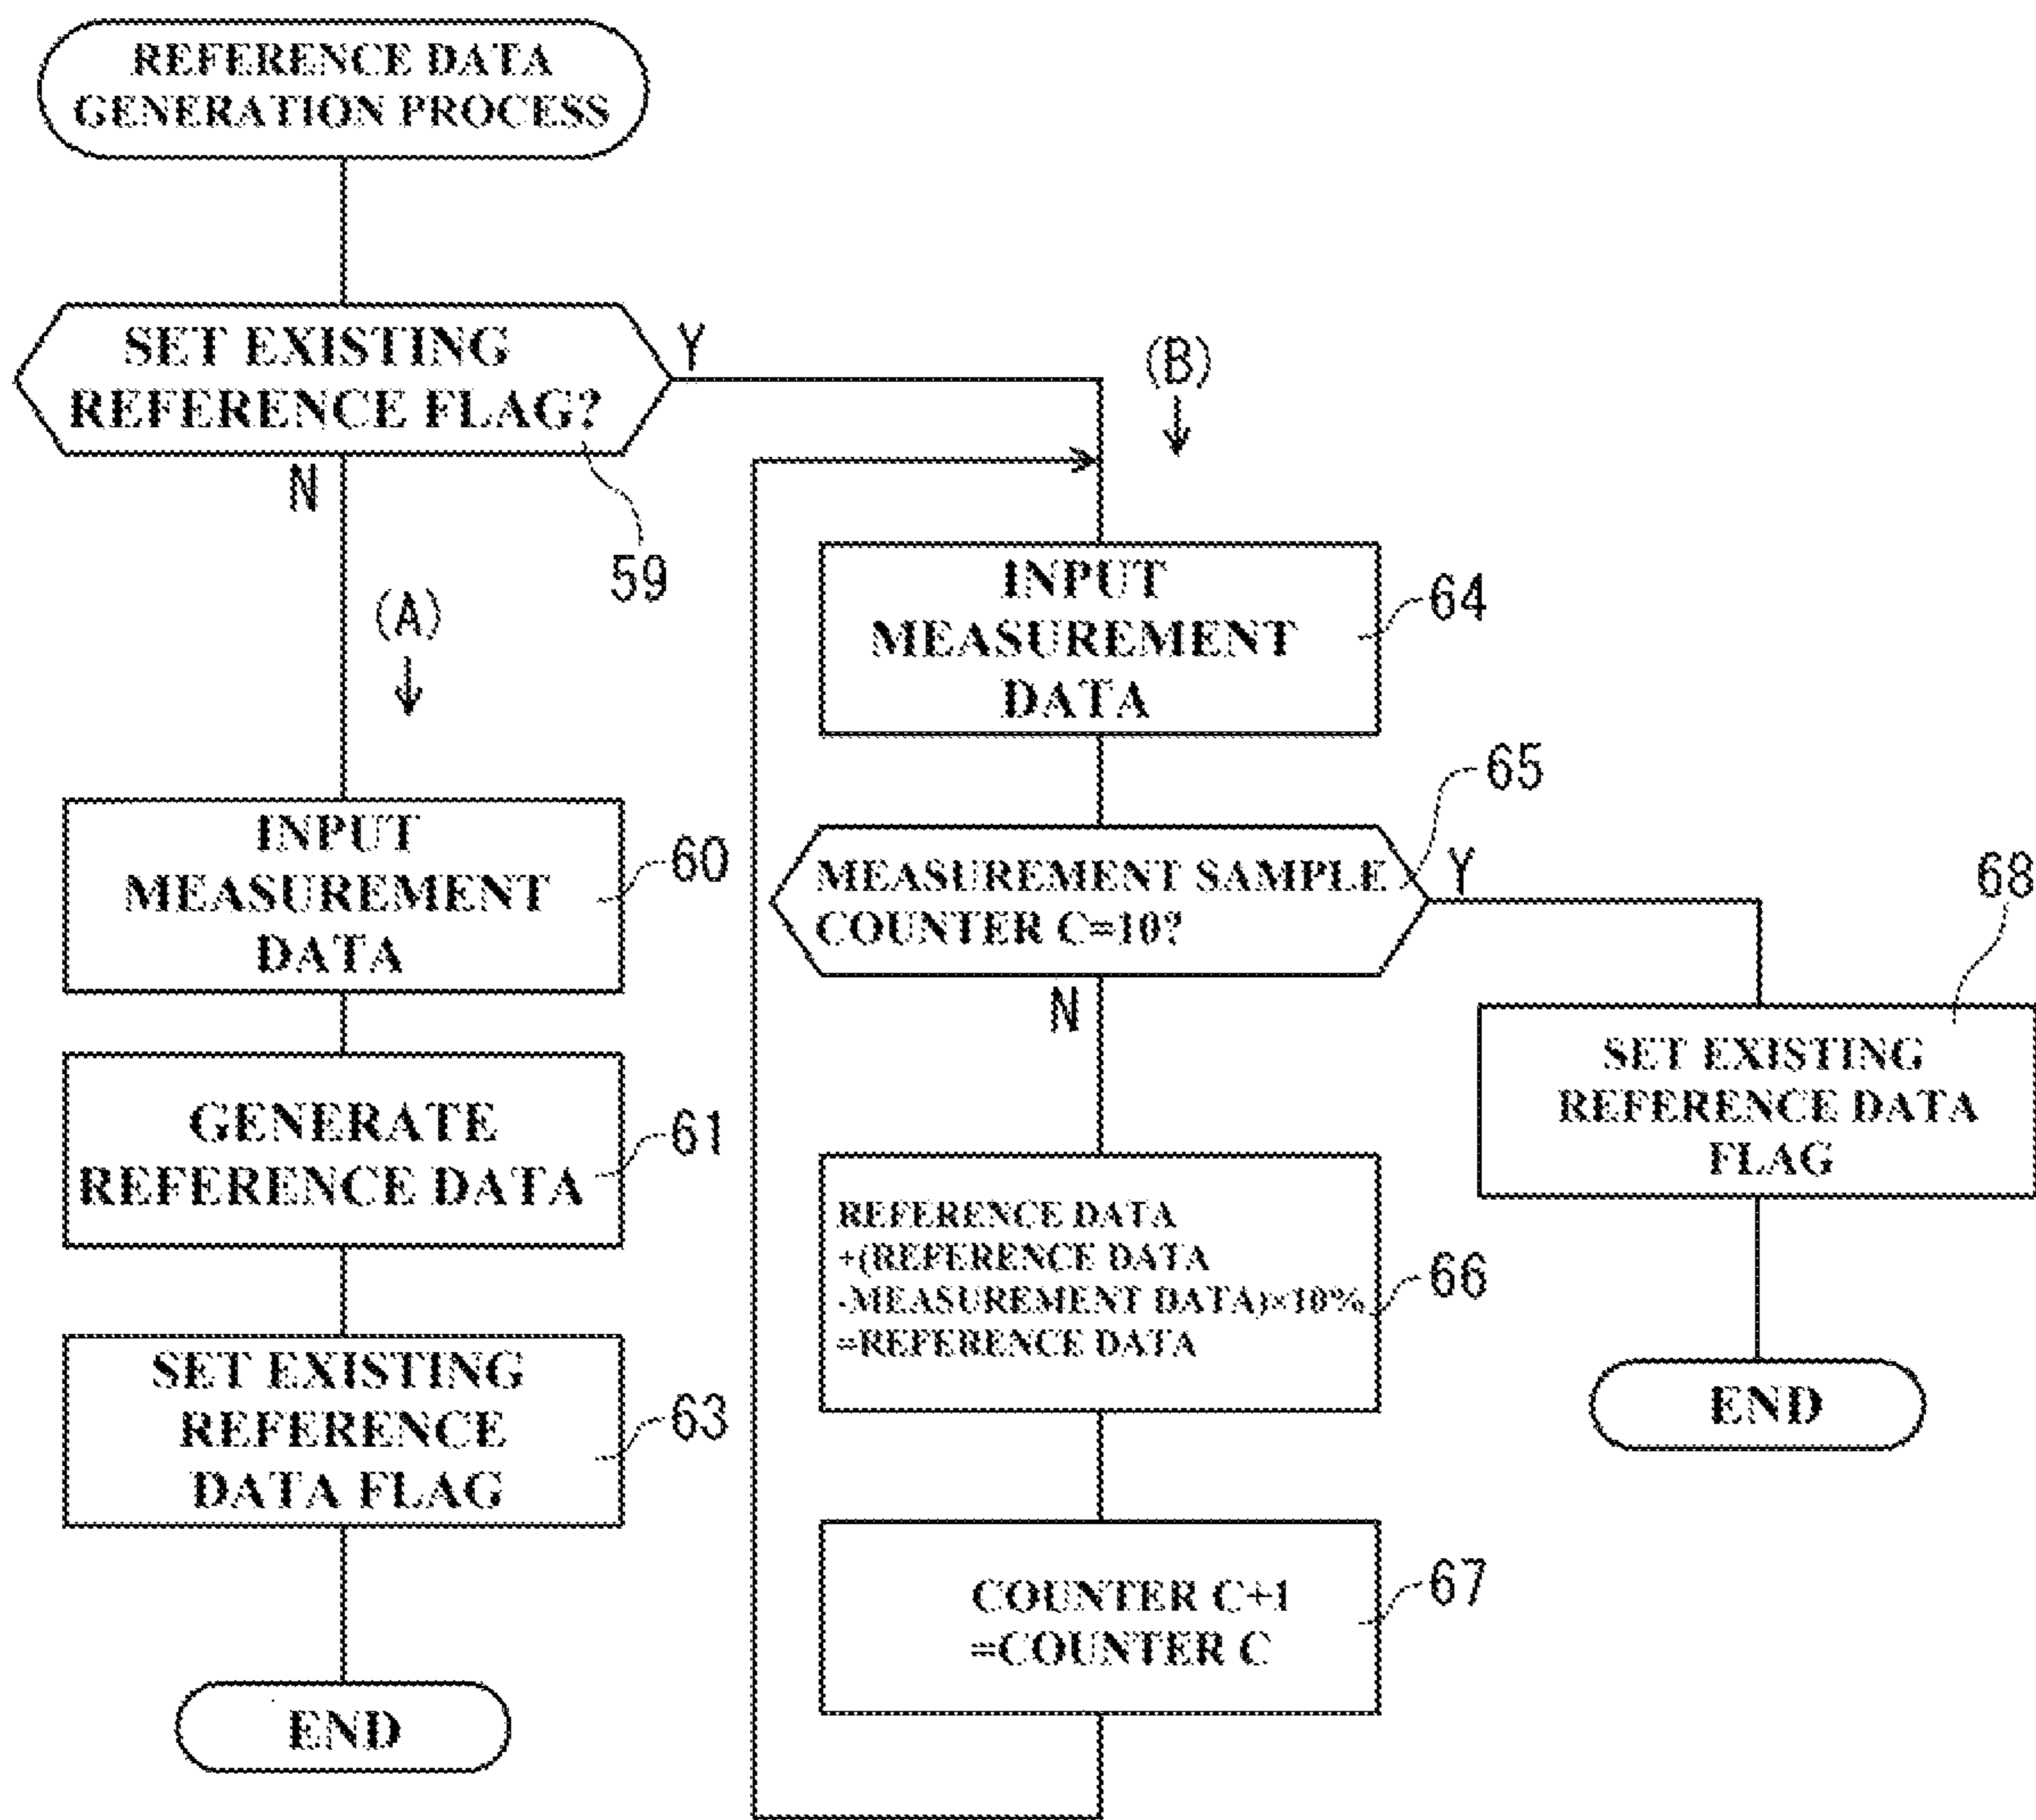 REFERENCE DATA
GENERATION PROCESS
SET EXISTING
REFERENCE FLAG?
Y
N
59
(A)
INPUT
MEASUREMENT
DATA
60
GENERATE
REFERENCE DATA
61
SET EXISTING
REFERENCE
DATA FLAG
63
END
(B)
INPUT
MEASUREMENT
DATA
64
MEASUREMENT SAMPLE
COUNTER C=10?
65
Y
N
REFERENCE DATA
+(REFERENCE DATA
-MEASUREMENT DATA)×10%
=REFERENCE DATA
66
COUNTER C+1
=COUNTER C
67
68
SET EXISTING
REFERENCE DATA
FLAG
END